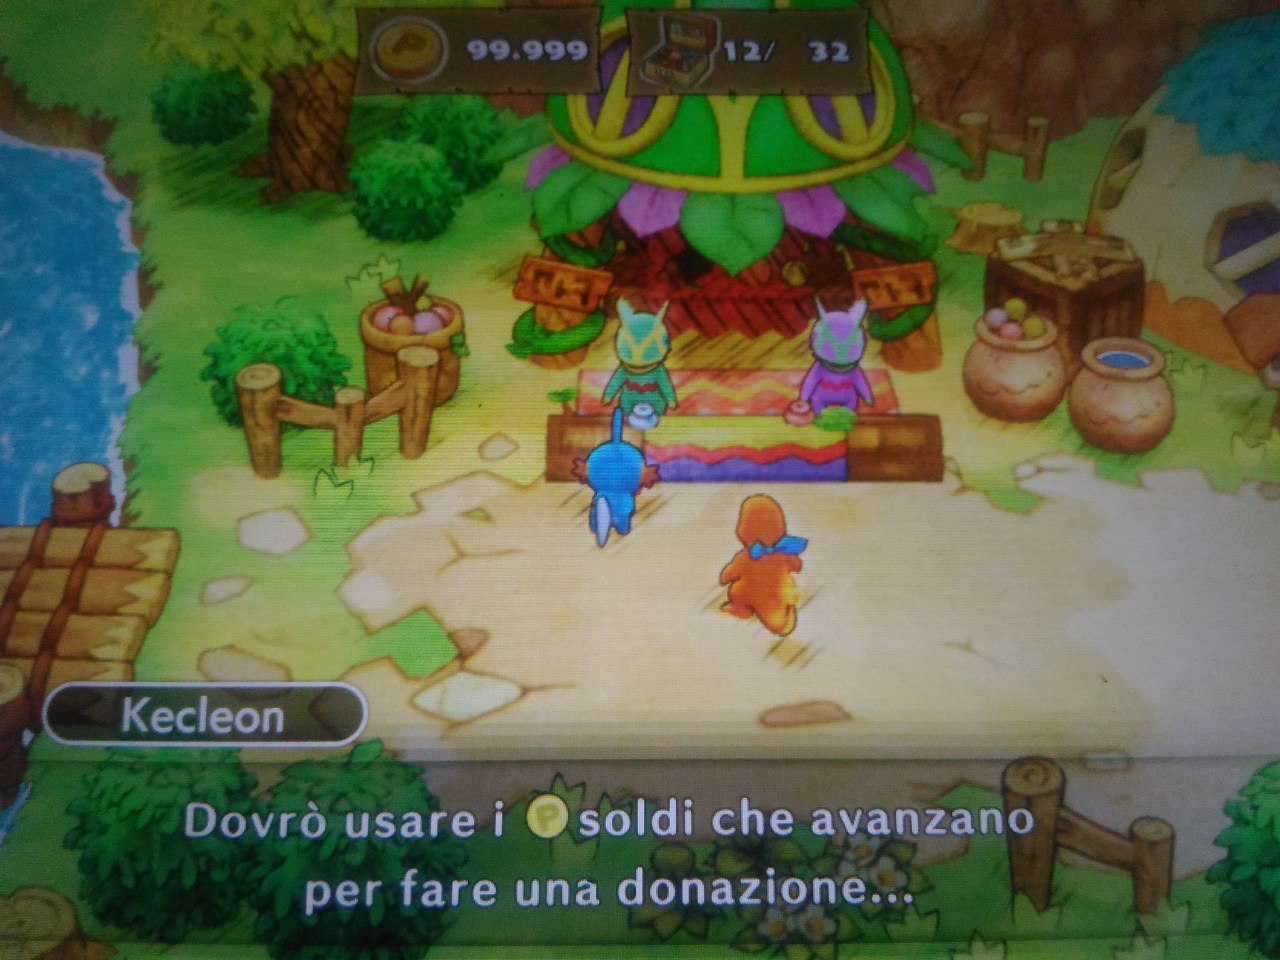 99.999
12/ 32
Kecleon
Dovrò usare i P soldi che avanzano
per fare una donazione...